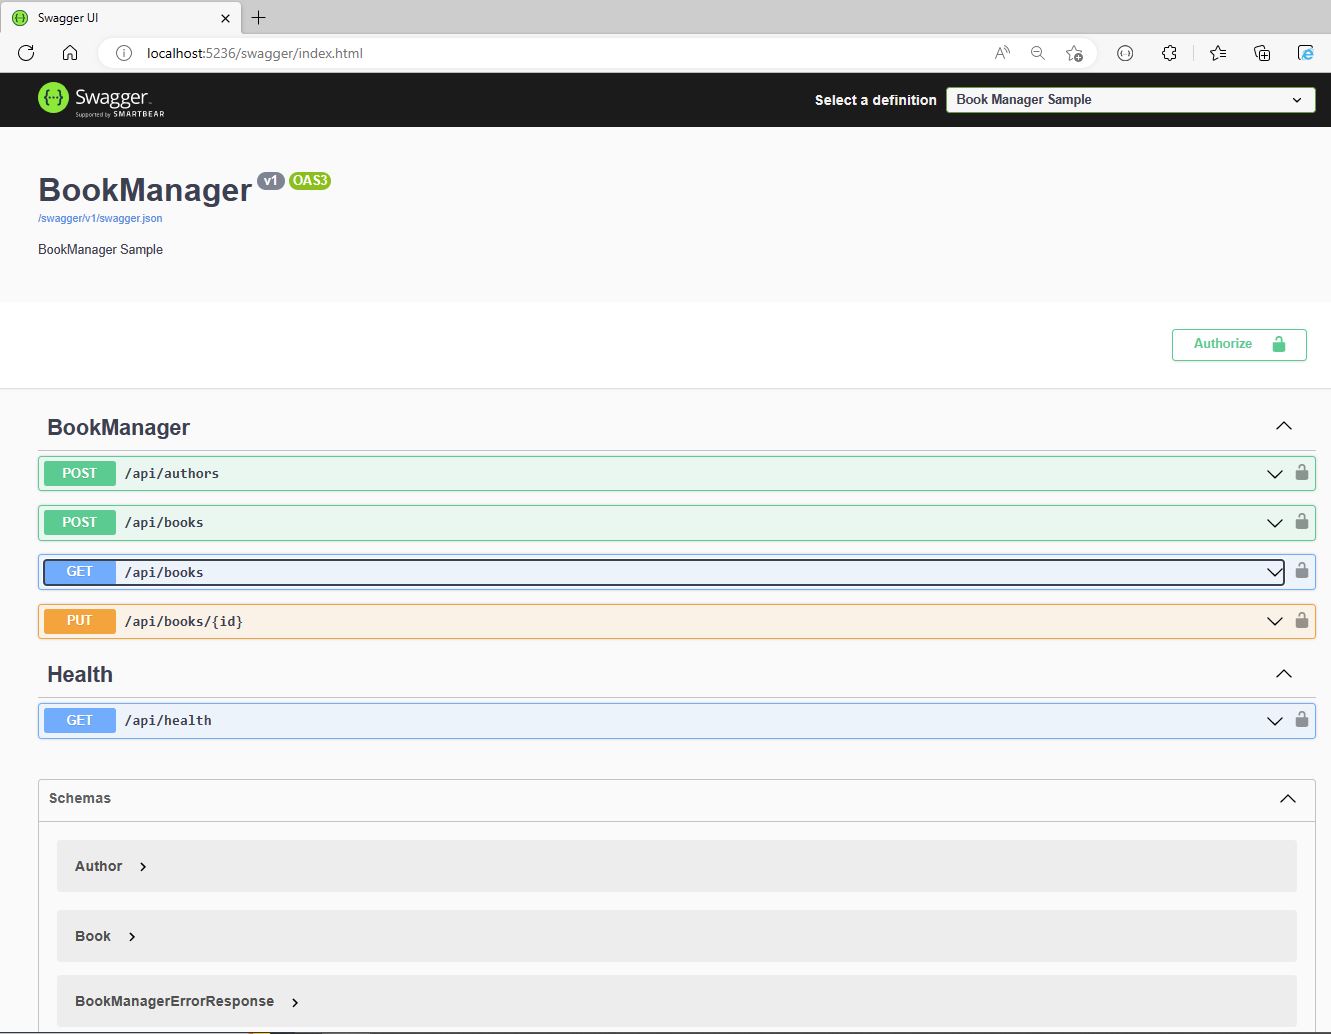 Swagger UI
localhost:5236/swagger/index.html
Swagger
Supported by SMARTBEAR
Select a definition
Book Manager Sample
BookManager v1 OAS3
/swagger/v1/swagger.json
BookManager Sample
Authorize
BookManager
POST /api/authors
POST /api/books
GET /api/books
PUT /api/books/{id}
Health
GET /api/health
Schemas
Author
Book
BookManagerErrorResponse